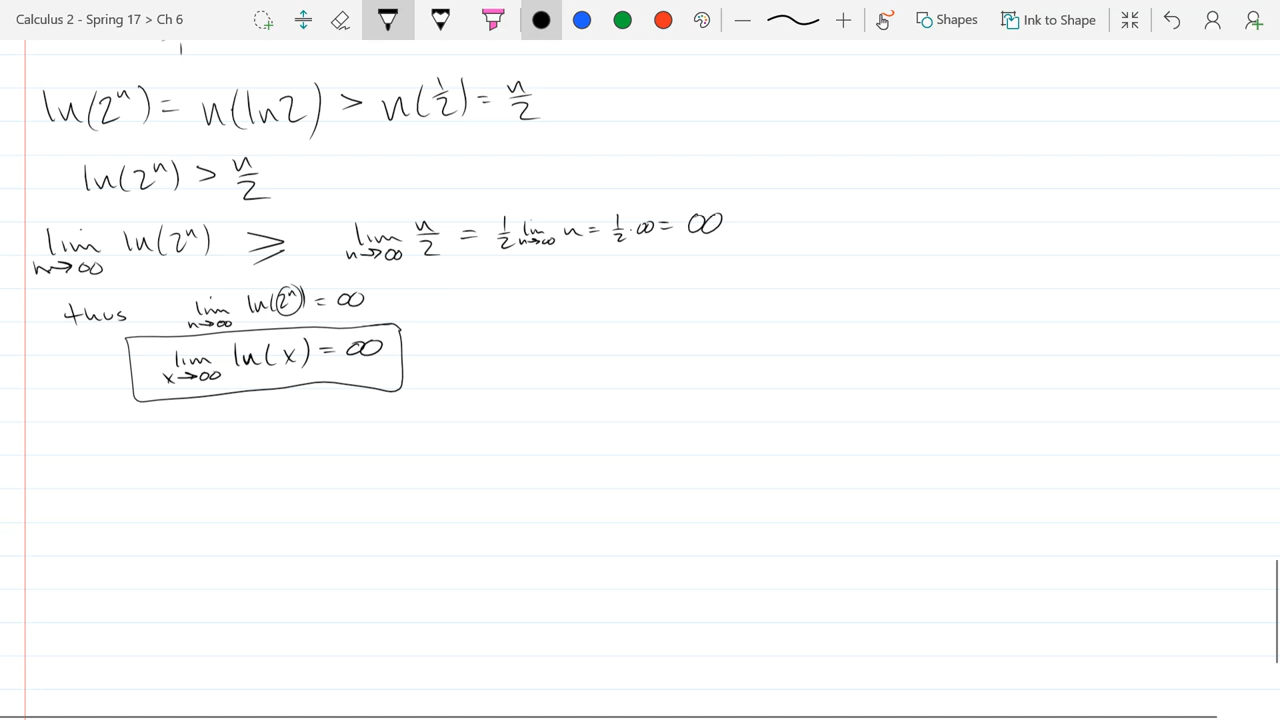 Calculus 2 - Spring 17 > Ch 6 Shapes Ink to Shape
ln(2ⁿ) = n(ln2) > n(1/2) = n/2
ln(2ⁿ) > n/2
lim n→∞ ln(2ⁿ) ≥ lim n→∞ n/2 = 1/2 lim n→∞ n = 1/2 · ∞ = ∞
thus lim n→∞ ln(2ⁿ) = ∞
lim x→∞ ln(x) = ∞